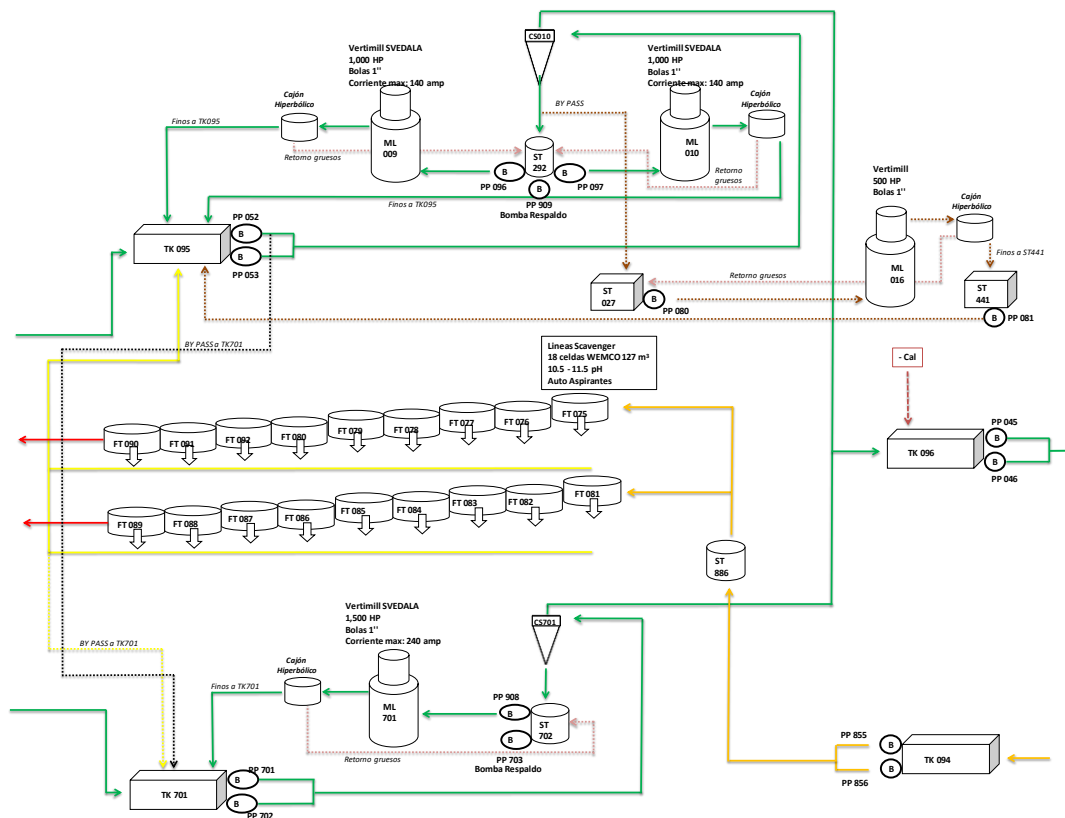 CS010
Vertimill SVEDALA
1,000 HP
Bolas 1''
Corriente max: 140 amp
Vertimill SVEDALA
1,000 HP
Bolas 1''
Corriente max: 140 amp
Cajón
Hiperbólico
BY PASS
Cajón
Hiperbólico
Finos a TK095
ML
009
Retorno gruesos
ST
292
ML
010
B
PP 096
B
PP 097
B
PP 909
Bomba Respaldo
Retorno
gruesos
Vertimill
500 HP
Bolas 1''
Cajón
Hiperbólico
Finos a TK095
PP 052
B
TK 095
B
PP 053
Finos a ST441
Retorno gruesos
ML
016
ST
027
B
PP 080
ST
441
B
PP 081
BY PASS a TK701
Lineas Scavenger
18 celdas WEMCO 127 m³
10.5 - 11.5 pH
Auto Aspirantes
- Cal
FT 090
FT 091
FT 092
FT 080
FT 079
FT 078
FT 077
FT 076
FT 075
PP 045
B
TK 096
B
PP 046
FT 089
FT 088
FT 087
FT 086
FT 085
FT 084
FT 083
FT 082
FT 081
ST
886
Vertimill SVEDALA
1,500 HP
Bolas 1''
Corriente max: 240 amp
CS701
BY PASS a TK701
Cajón
Hiperbólico
Finos a TK701
ML
701
PP 908
B
ST
702
B
PP 703
Bomba Respaldo
Retorno gruesos
PP 855
B
TK 094
B
PP 856
PP 701
B
TK 701
B
PP 702